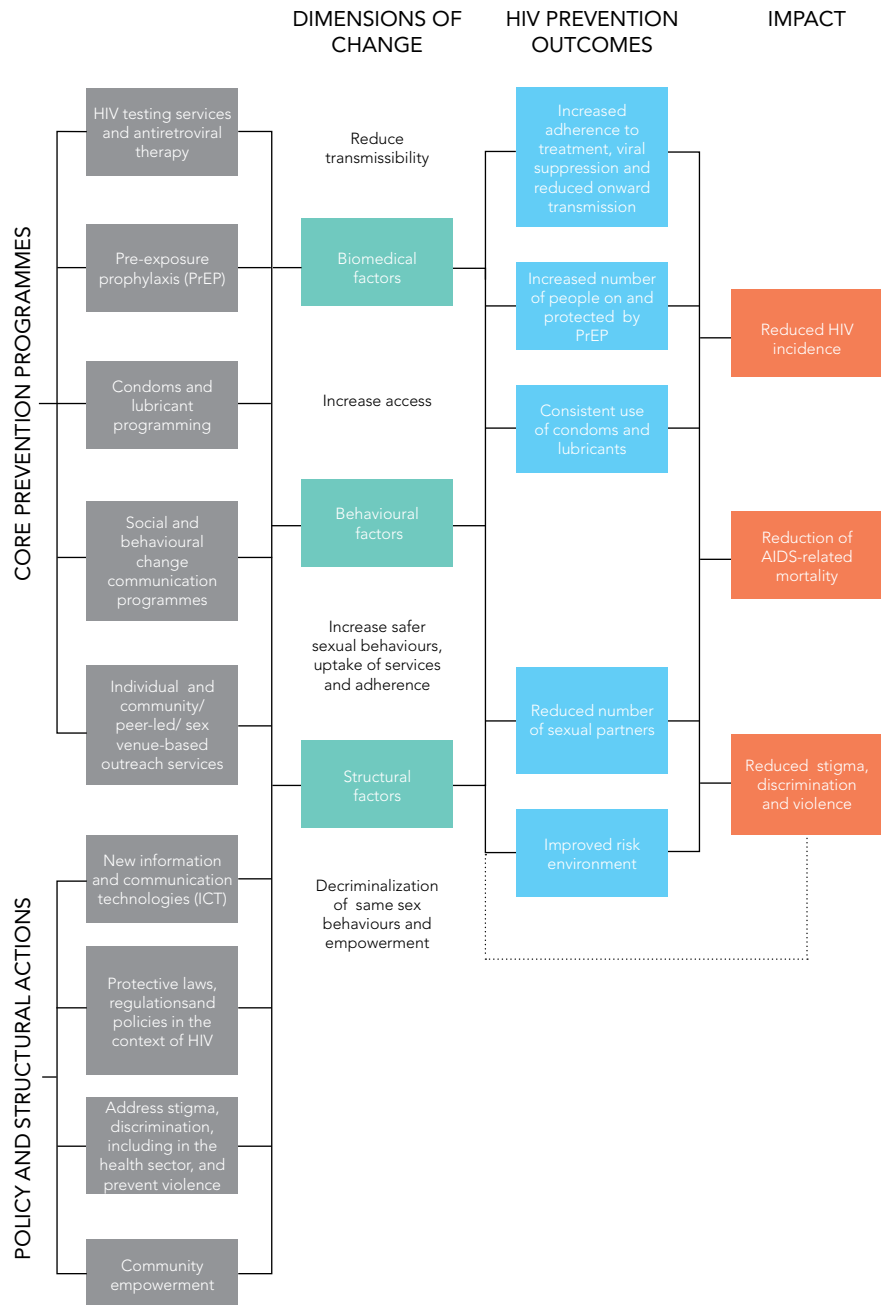 DIMENSIONS OF
CHANGE
HIV PREVENTION
OUTCOMES
IMPACT
CORE PREVENTION PROGRAMMES
HIV testing services
and antiretroviral
therapy
Pre-exposure
prophylaxis (PrEP)
Condoms and
lubricant
programming
Social and
behavioural
change
communication
programmes
Individual and
community/
peer-led/ sex
venue-based
outreach services
POLICY AND STRUCTURAL ACTIONS
New information
and communication
technologies (ICT)
Protective laws,
regulationsand
policies in the
context of HIV
Address stigma,
discrimination,
including in the
health sector, and
prevent violence
Community
empowerment
Reduce
transmissibility
Biomedical
factors
Increase access
Behavioural
factors
Increase safer
sexual behaviours,
uptake of services
and adherence
Structural
factors
Decriminalization
of same sex
behaviours and
empowerment
Increased
adherence to
treatment, viral
suppression and
reduced onward
transmission
Increased number
of people on and
protected by
PrEP
Consistent use
of condoms and
lubricants
Reduced number
of sexual partners
Improved risk
environment
Reduced HIV
incidence
Reduction of
AIDS-related
mortality
Reduced stigma,
discrimination
and violence